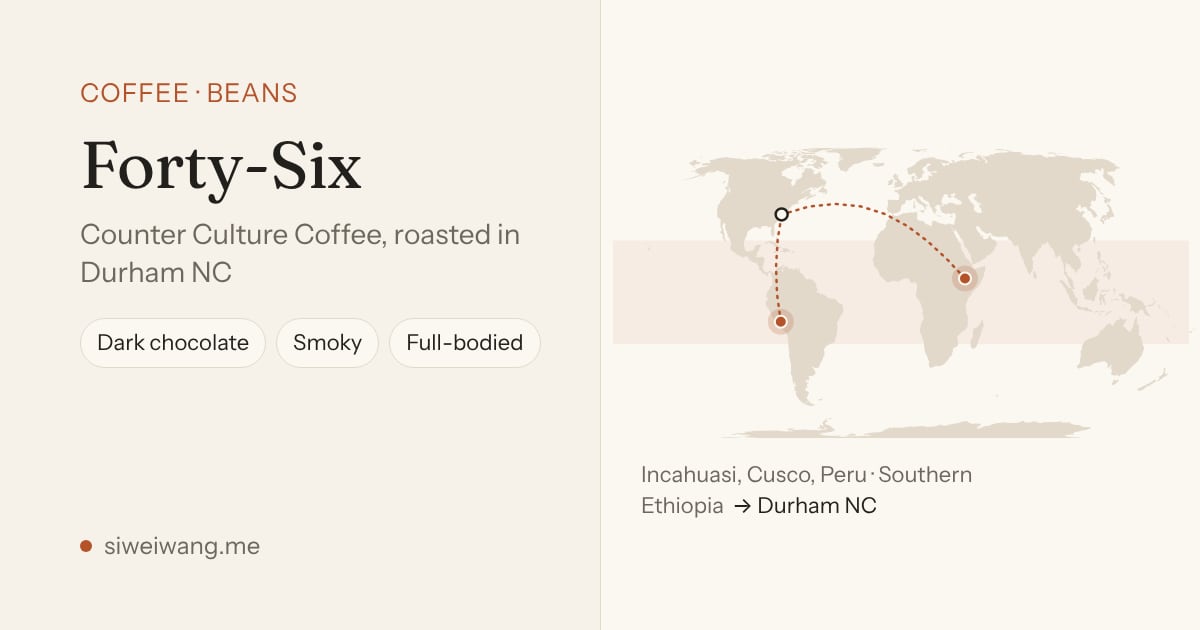 COFFEE · BEANS
Forty-Six
Counter Culture Coffee, roasted in
Durham NC
Dark chocolate
Smoky
Full-bodied
siweiwang.me
Incahuasi, Cusco, Peru · Southern
Ethiopia → Durham NC